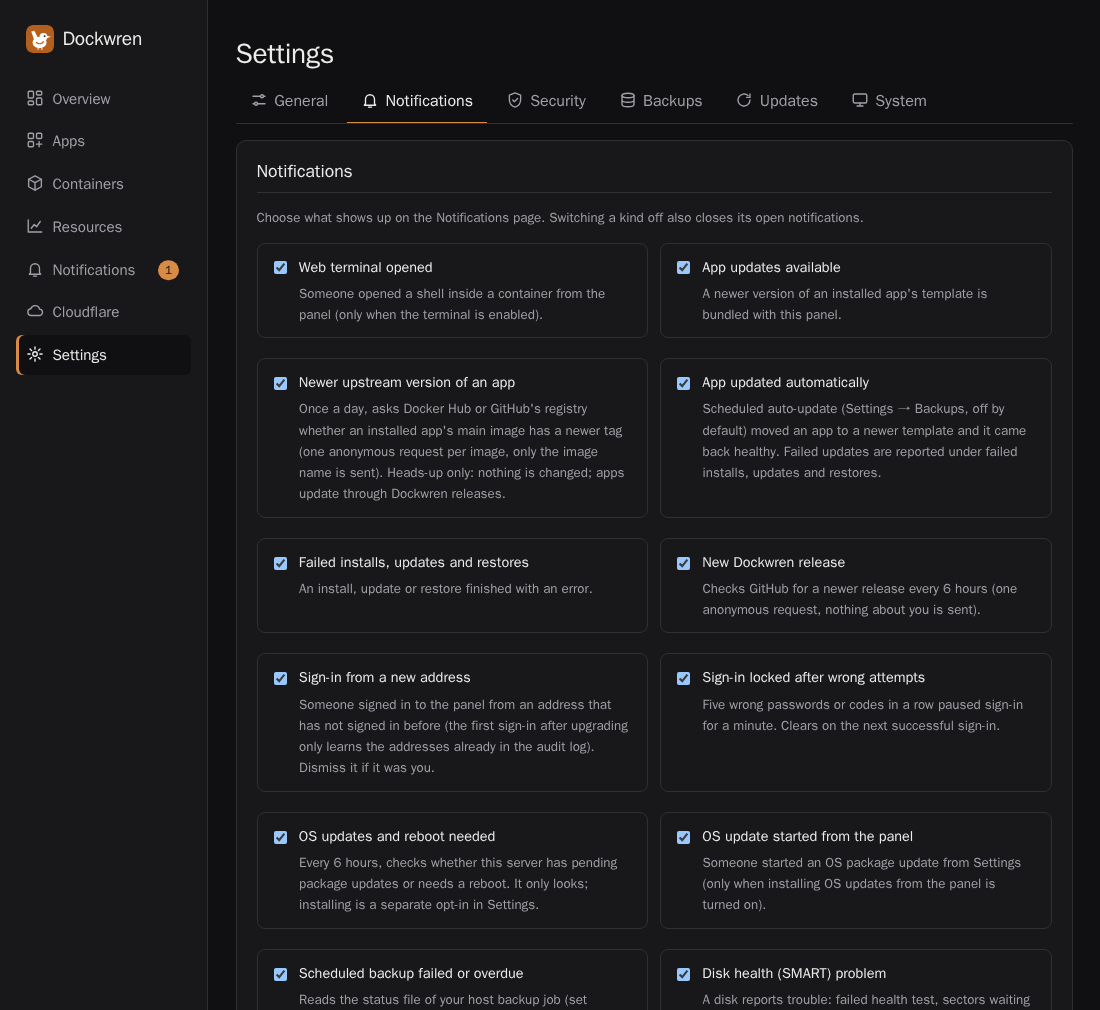 Dockwren
Overview
Apps
Containers
Resources
Notifications 1
Cloudflare
Settings
Settings
General Notifications Security Backups Updates System
Notifications
Choose what shows up on the Notifications page. Switching a kind off also closes its open notifications.
Web terminal opened
Someone opened a shell inside a container from the
panel (only when the terminal is enabled).
App updates available
A newer version of an installed app's template is
bundled with this panel.
Newer upstream version of an app
Once a day, asks Docker Hub or GitHub's registry
whether an installed app's main image has a newer tag
(one anonymous request per image, only the image
name is sent). Heads-up only: nothing is changed; apps
update through Dockwren releases.
App updated automatically
Scheduled auto-update (Settings → Backups, off by
default) moved an app to a newer template and it came
back healthy. Failed updates are reported under failed
installs, updates and restores.
Failed installs, updates and restores
An install, update or restore finished with an error.
New Dockwren release
Checks GitHub for a newer release every 6 hours (one
anonymous request, nothing about you is sent).
Sign-in from a new address
Someone signed in to the panel from an address that
has not signed in before (the first sign-in after upgrading
only learns the addresses already in the audit log).
Dismiss it if it was you.
Sign-in locked after wrong attempts
Five wrong passwords or codes in a row paused sign-in
for a minute. Clears on the next successful sign-in.
OS updates and reboot needed
Every 6 hours, checks whether this server has pending
package updates or needs a reboot. It only looks;
installing is a separate opt-in in Settings.
OS update started from the panel
Someone started an OS package update from Settings
(only when installing OS updates from the panel is
turned on).
Scheduled backup failed or overdue
Reads the status file of your host backup job (set
Disk health (SMART) problem
A disk reports trouble: failed health test, sectors waiting